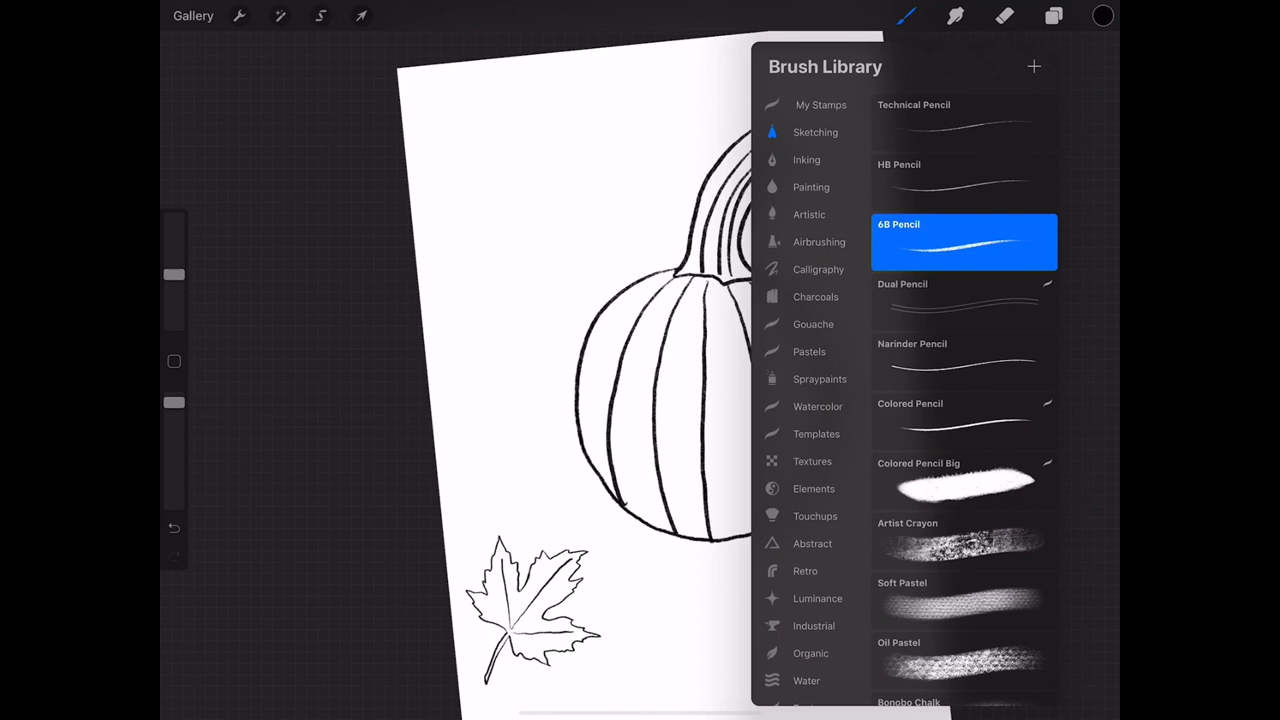 Gallery
Brush Library
My Stamps
Sketching
Inking
Painting
Artistic
Airbrushing
Calligraphy
Charcoals
Gouache
Pastels
Spraypaints
Watercolor
Templates
Textures
Elements
Touchups
Abstract
Retro
Luminance
Industrial
Organic
Water
Technical Pencil
HB Pencil
6B Pencil
Dual Pencil
Narinder Pencil
Colored Pencil
Colored Pencil Big
Artist Crayon
Soft Pastel
Oil Pastel
Bonobo Chalk